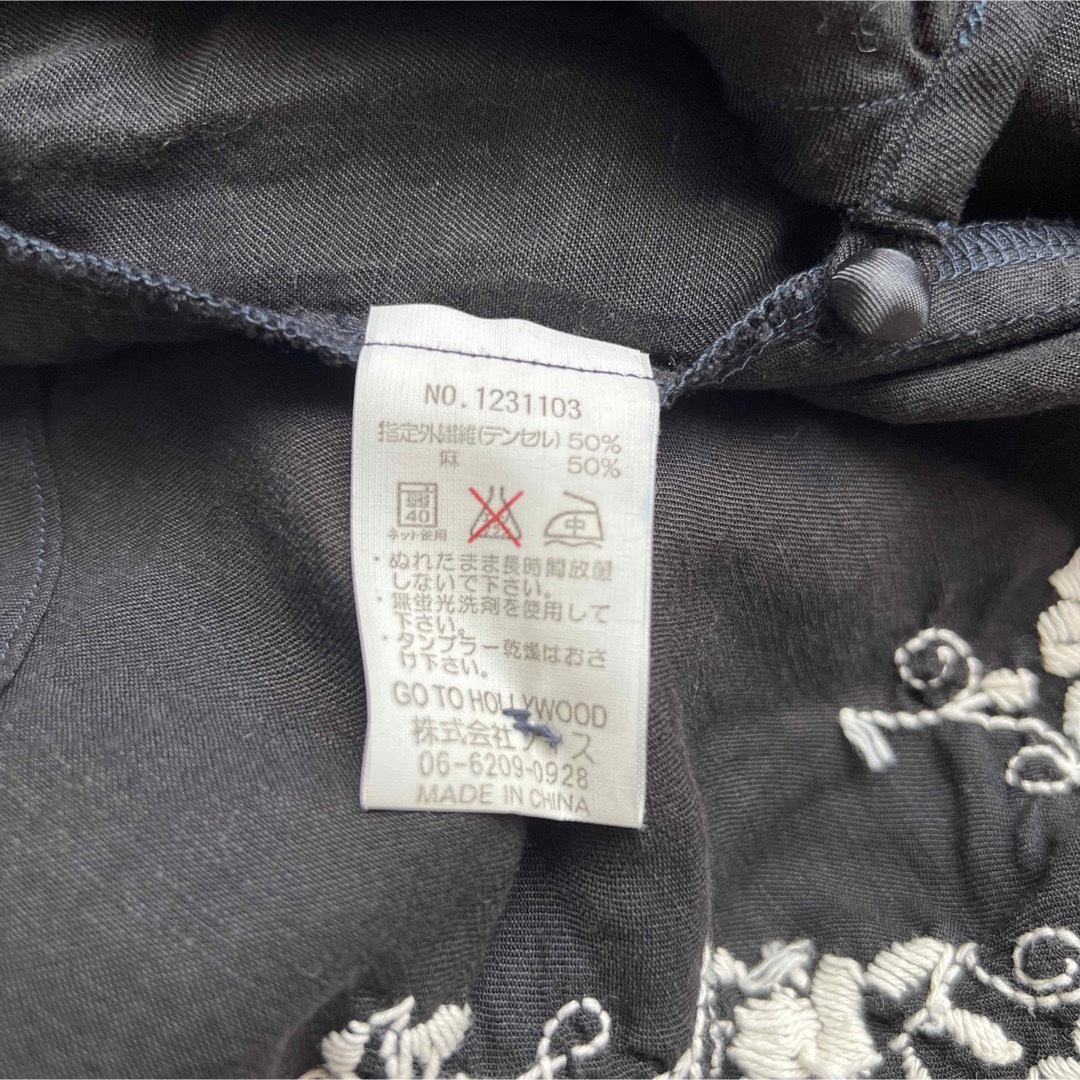 NO.1231103
指定外繊維(テンセル) 50%
麻 50%
40
中
ネット使用
・ぬれたまま長時間放置
しないで下さい。
・無蛍光洗剤を使用して
下さい。
・タンブラー乾燥はおさ
け下さい。
GO TO HOLLYWOOD
株式会社
06-6209-0928
MADE IN CHINA